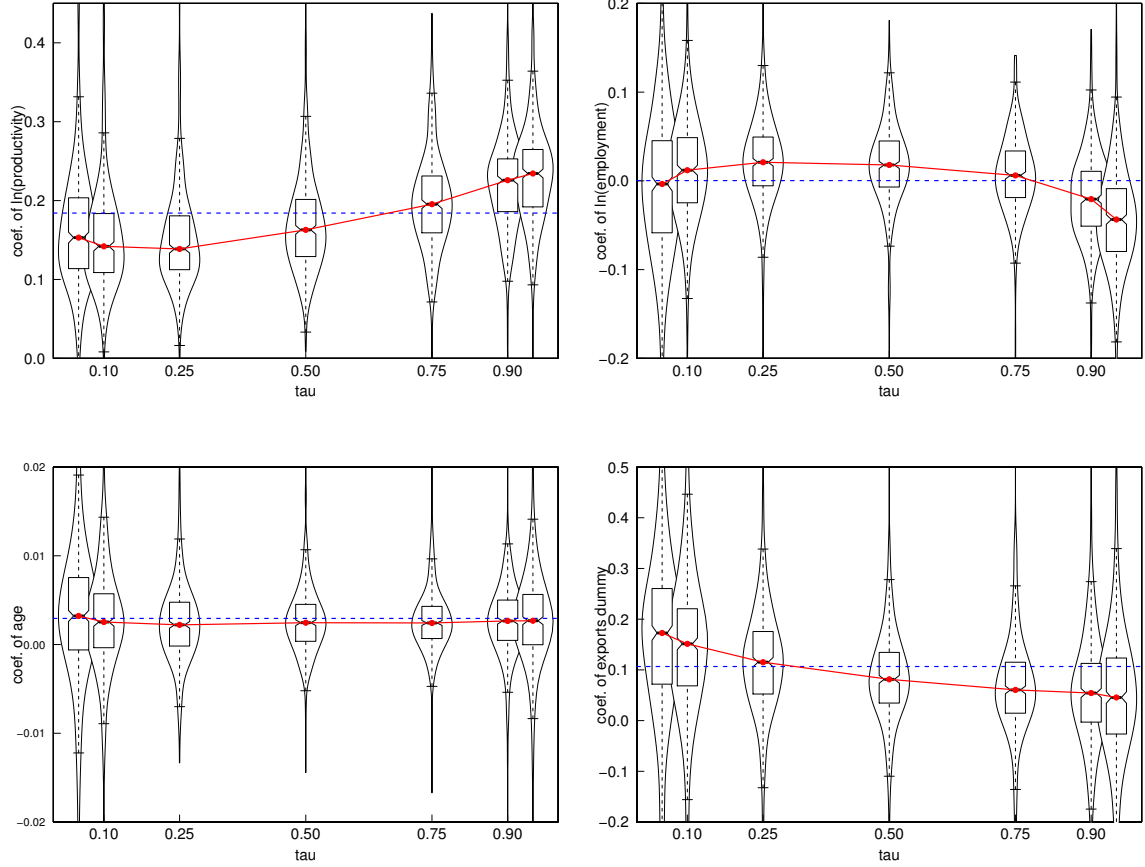 coef. of ln(productivity)
0.4
0.3
0.2
0.1
0.0
0.10 0.25 0.50 0.75 0.90
tau
coef. of ln(employment)
0.2
0.1
0.0
−0.1
−0.2
0.10 0.25 0.50 0.75 0.90
tau
coef. of age
0.02
0.01
0.00
−0.01
−0.02
0.10 0.25 0.50 0.75 0.90
tau
coef. of exports dummy
0.5
0.4
0.3
0.2
0.1
0.0
−0.1
−0.2
0.10 0.25 0.50 0.75 0.90
tau